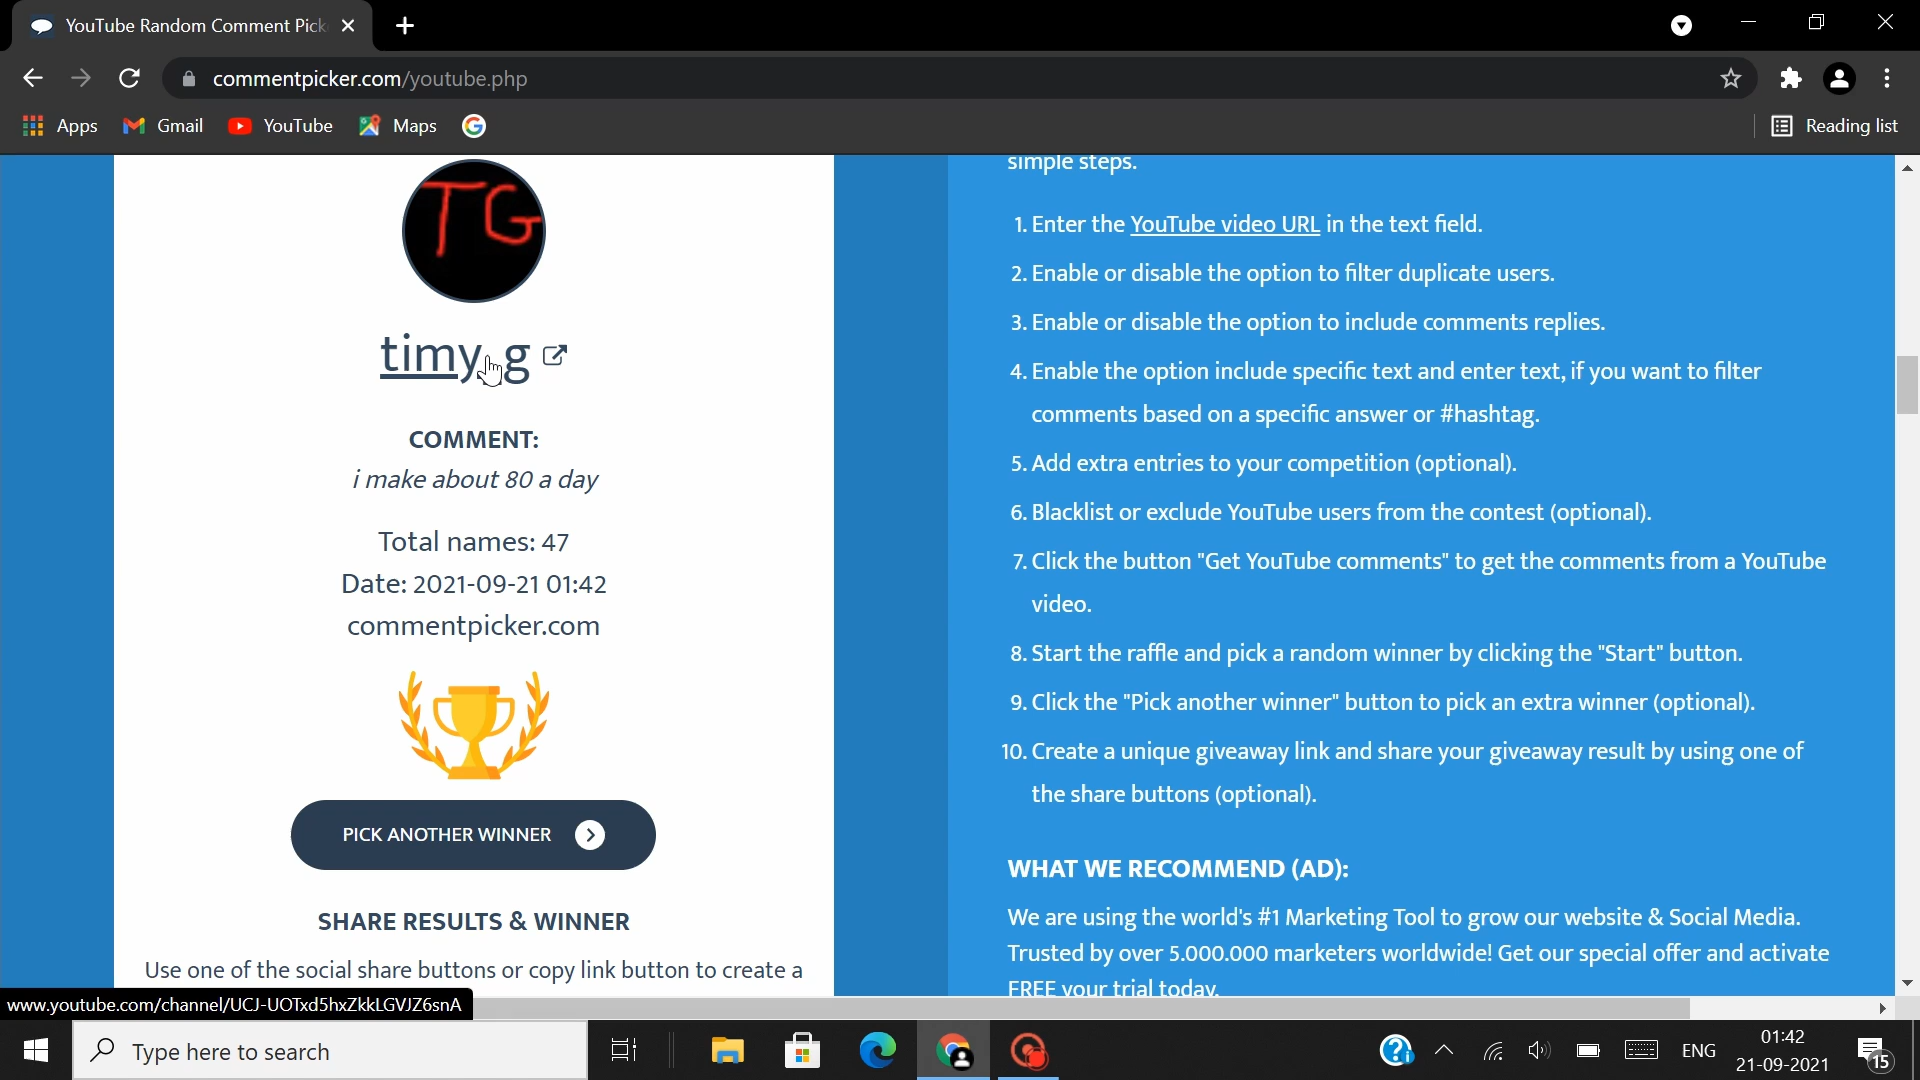 YouTube Random Comment Pick
commentpicker.com/youtube.php
Apps
Gmail
YouTube
Maps
Reading list
TG
timy g
COMMENT:
i make about 80 a day
Total names: 47
Date: 2021-09-21 01:42
commentpicker.com
PICK ANOTHER WINNER
SHARE RESULTS & WINNER
Use one of the social share buttons or copy link button to create a
www.youtube.com/channel/UCJ-UOTxd5hxZkkLGVJZ6snA
simple steps.
1. Enter the YouTube video URL in the text field.
2. Enable or disable the option to filter duplicate users.
3. Enable or disable the option to include comments replies.
4. Enable the option include specific text and enter text, if you want to filter
comments based on a specific answer or #hashtag.
5. Add extra entries to your competition (optional).
6. Blacklist or exclude YouTube users from the contest (optional).
7. Click the button "Get YouTube comments" to get the comments from a YouTube
video.
8. Start the raffle and pick a random winner by clicking the "Start" button.
9. Click the "Pick another winner" button to pick an extra winner (optional).
10. Create a unique giveaway link and share your giveaway result by using one of
the share buttons (optional).
WHAT WE RECOMMEND (AD):
We are using the world's #1 Marketing Tool to grow our website & Social Media.
Trusted by over 5.000.000 marketers worldwide! Get our special offer and activate
FREE your trial today.
Type here to search
ENG
01:42
21-09-2021
15